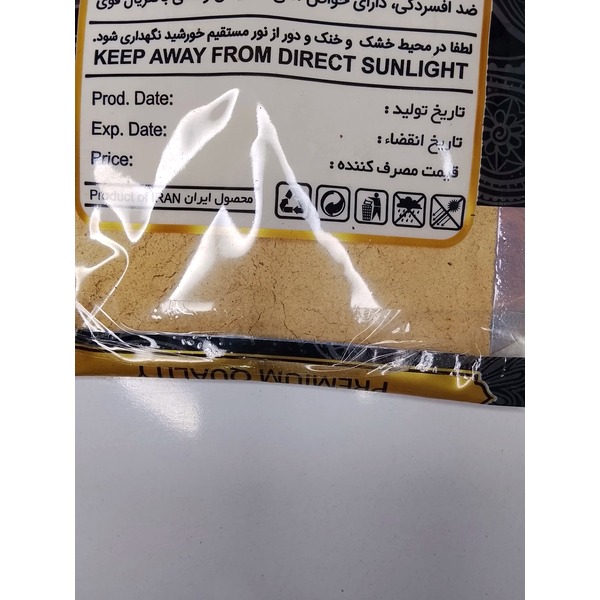 ضد افسردگی، دارای خواص
لطفا در محیط خشک و خنک و دور از نور مستقیم خورشید نگهداری شود.
KEEP AWAY FROM DIRECT SUNLIGHT
Prod. Date: تاریخ تولید :
Exp. Date: تاریخ انقضاء :
Price: قیمت مصرف کننده :
Product of IRAN محصول ایران
PREMIUM QUALITY